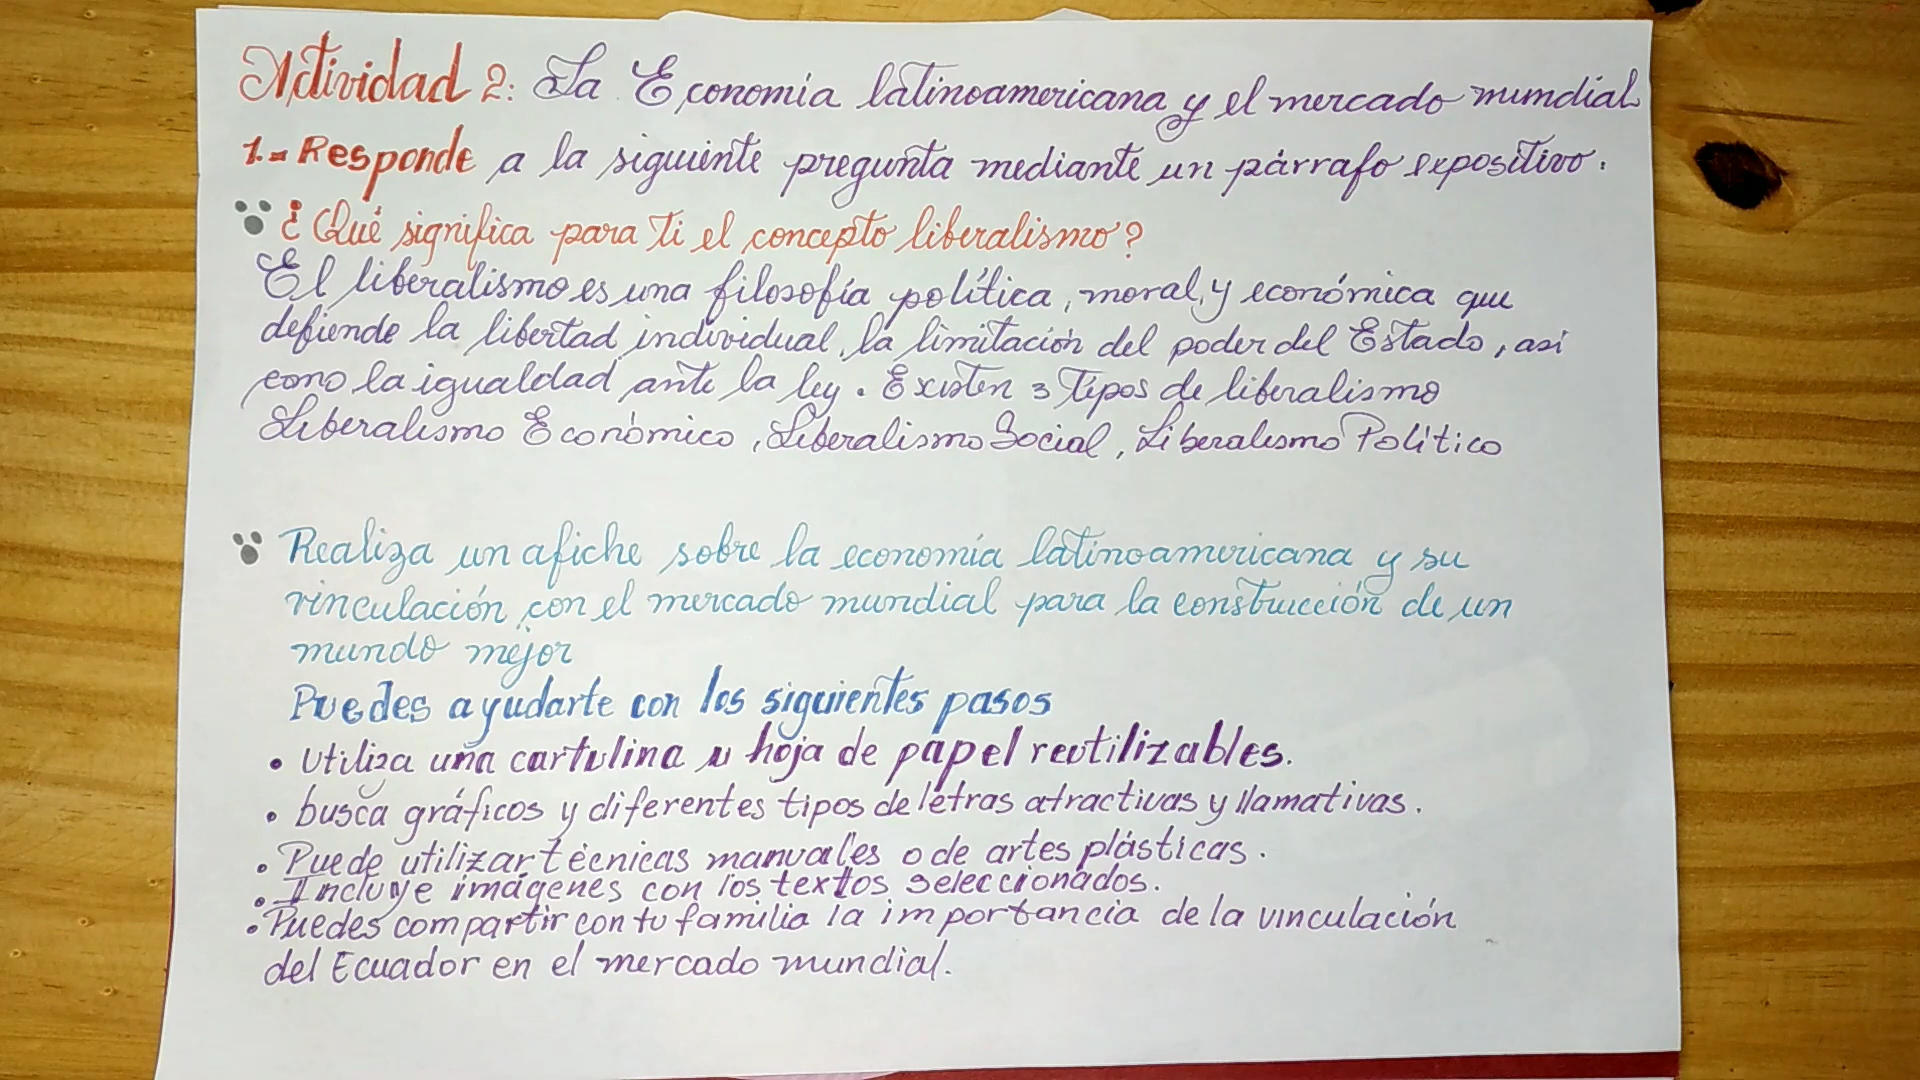 Actividad 2: La Economía latinoamericana y el mercado mundial
1.- Responde a la siguiente pregunta mediante un párrafo expositivo.
¿Qué significa para ti el concepto liberalismo?
El liberalismo es una filosofía política, moral, y económica que
defiende la libertad individual, la limitación del poder del Estado, así
como la igualdad ante la ley. Existen 3 Tipos de liberalismo
Liberalismo Económico, Liberalismo Social, Liberalismo Político
Realiza un afiche sobre la economía latinoamericana y su
vinculación con el mercado mundial para la construcción de un
mundo mejor
Puedes ayudarte con los siguientes pasos
• Utiliza una cartulina u hoja de papel reutilizables.
• busca gráficos y diferentes tipos de letras atractivas y llamativas.
• Puede utilizar técnicas manuales o de artes plásticas.
• Incluye imágenes con los textos seleccionados.
• Puedes compartir con tu familia la importancia de la vinculación
del Ecuador en el mercado mundial.